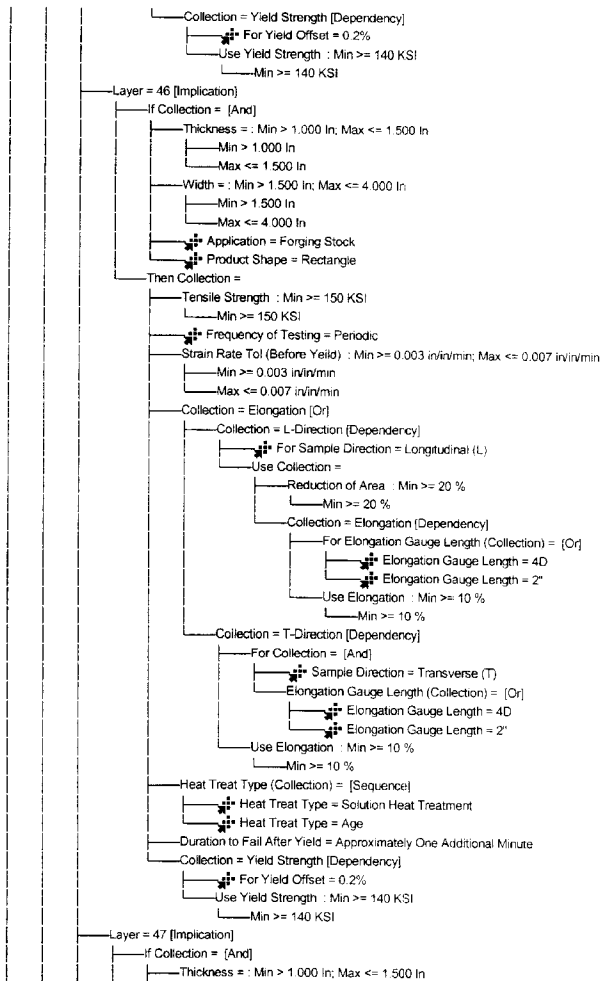 Collection = Yield Strength [Dependency]
For Yield Offset = 0.2%
Use Yield Strength : Min >= 140 KSI
Min >= 140 KSI
Layer = 46 [Implication]
If Collection = [And]
Thickness = : Min > 1.000 In; Max <= 1.500 In
Min > 1.000 In
Max <= 1.500 In
Width = : Min > 1.500 In; Max <= 4.000 In
Min > 1.500 In
Max <= 4.000 In
Application = Forging Stock
Product Shape = Rectangle
Then Collection =
Tensile Strength : Min >= 150 KSI
Min >= 150 KSI
Frequency of Testing = Periodic
Strain Rate Tol (Before Yeild) : Min >= 0.003 in/in/min; Max <= 0.007 in/in/min
Min >= 0.003 in/in/min
Max <= 0.007 in/in/min
Collection = Elongation [Or]
Collection = L-Direction [Dependency]
For Sample Direction = Longitudinal (L)
Use Collection =
Reduction of Area : Min >= 20 %
Min >= 20 %
Collection = Elongation [Dependency]
For Elongation Gauge Length (Collection) = [Or]
Elongation Gauge Length = 4D
Elongation Gauge Length = 2"
Use Elongation : Min >= 10 %
Min >= 10 %
Collection = T-Direction [Dependency]
For Collection = [And]
Sample Direction = Transverse (T)
Elongation Gauge Length (Collection) = [Or]
Elongation Gauge Length = 4D
Elongation Gauge Length = 2"
Use Elongation : Min >= 10 %
Min >= 10 %
Heat Treat Type (Collection) = [Sequence]
Heat Treat Type = Solution Heat Treatment
Heat Treat Type = Age
Duration to Fail After Yield = Approximately One Additional Minute
Collection = Yield Strength [Dependency]
For Yield Offset = 0.2%
Use Yield Strength : Min >= 140 KSI
Min >= 140 KSI
Layer = 47 [Implication]
If Collection = [And]
Thickness = : Min > 1.000 In; Max <= 1.500 In